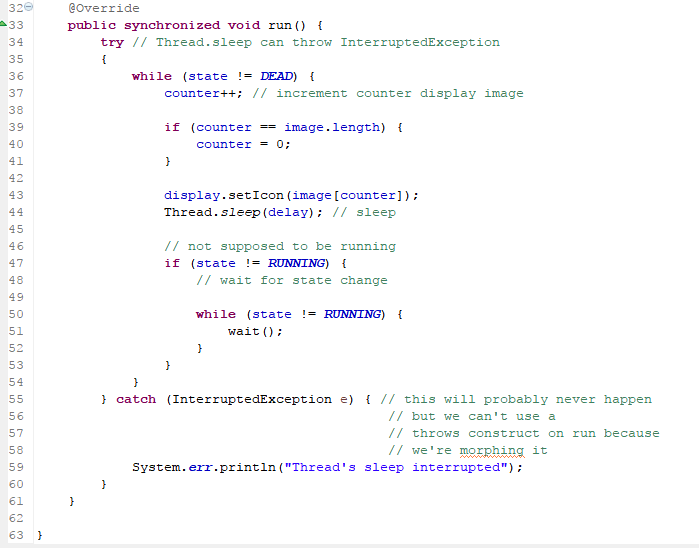 32 @Override
33 public synchronized void run() {
34 try // Thread.sleep can throw InterruptedException
35 {
36 while (state != DEAD) {
37 counter++; // increment counter display image
38
39 if (counter == image.length) {
40 counter = 0;
41 }
42
43 display.setIcon(image[counter]);
44 Thread.sleep(delay); // sleep
45
46 // not supposed to be running
47 if (state != RUNNING) {
48 // wait for state change
49
50 while (state != RUNNING) {
51 wait();
52 }
53 }
54 }
55 } catch (InterruptedException e) { // this will probably never happen
56 // but we can't use a
57 // throws construct on run because
58 // we're morphing it
59 System.err.println("Thread's sleep interrupted");
60 }
61 }
62
63 }